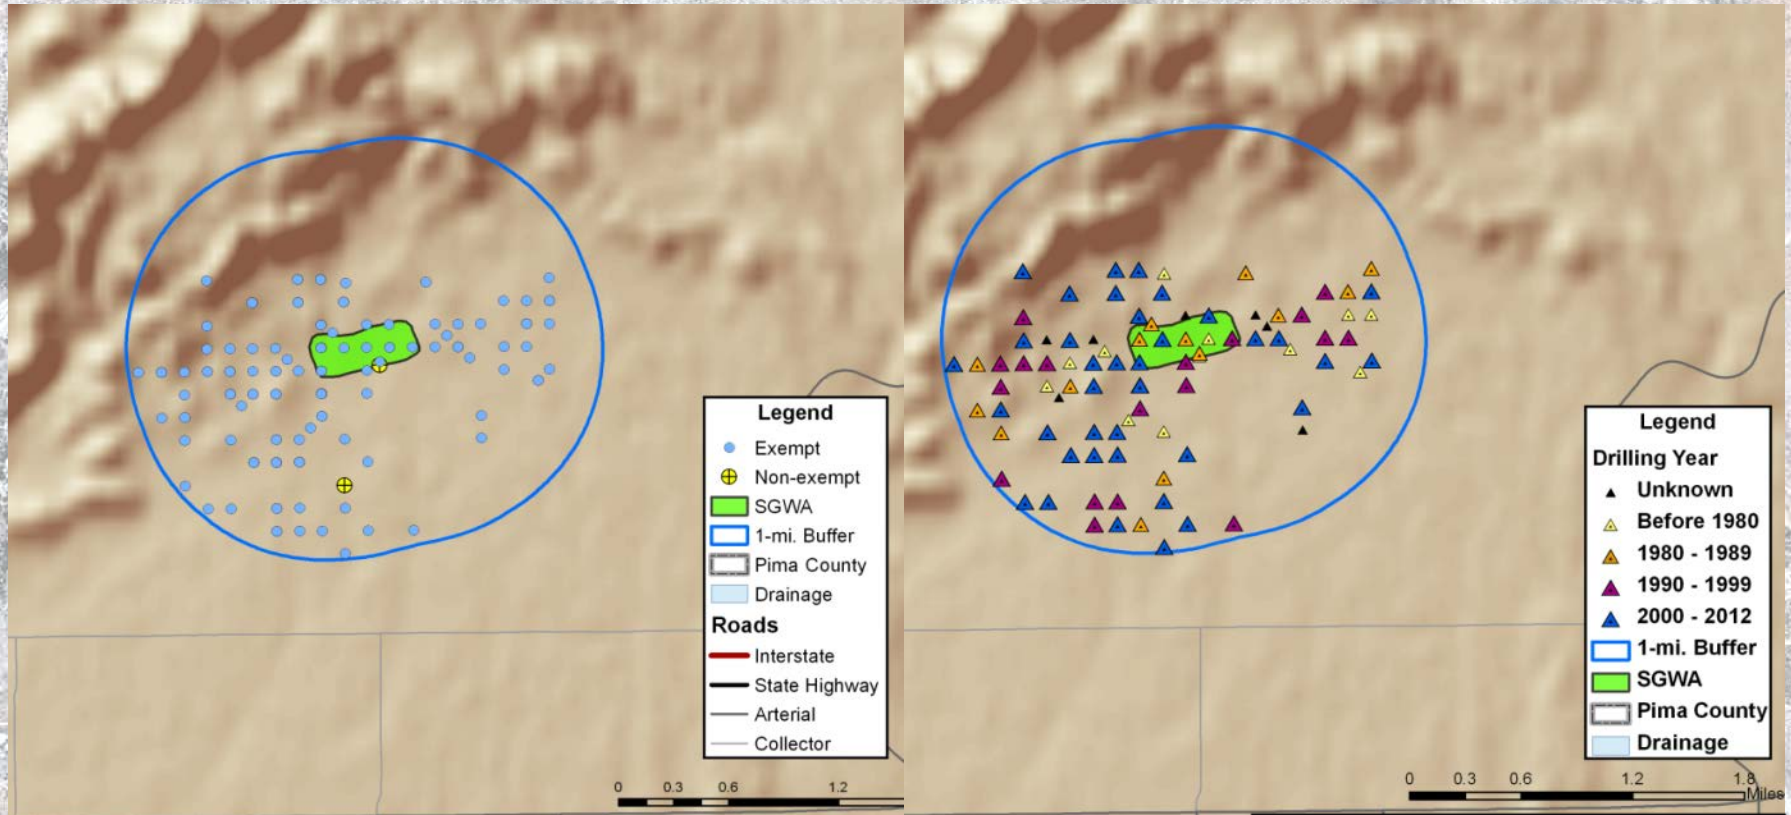 Legend
Exempt
Non-exempt
SGWA
1-mi. Buffer
Pima County
Drainage
Roads
Interstate
State Highway
Arterial
Collector
0 0.3 0.6 1.2
Legend
Drilling Year
Unknown
Before 1980
1980 - 1989
1990 - 1999
2000 - 2012
1-mi. Buffer
SGWA
Pima County
Drainage
0 0.3 0.6 1.2 1.8
Miles